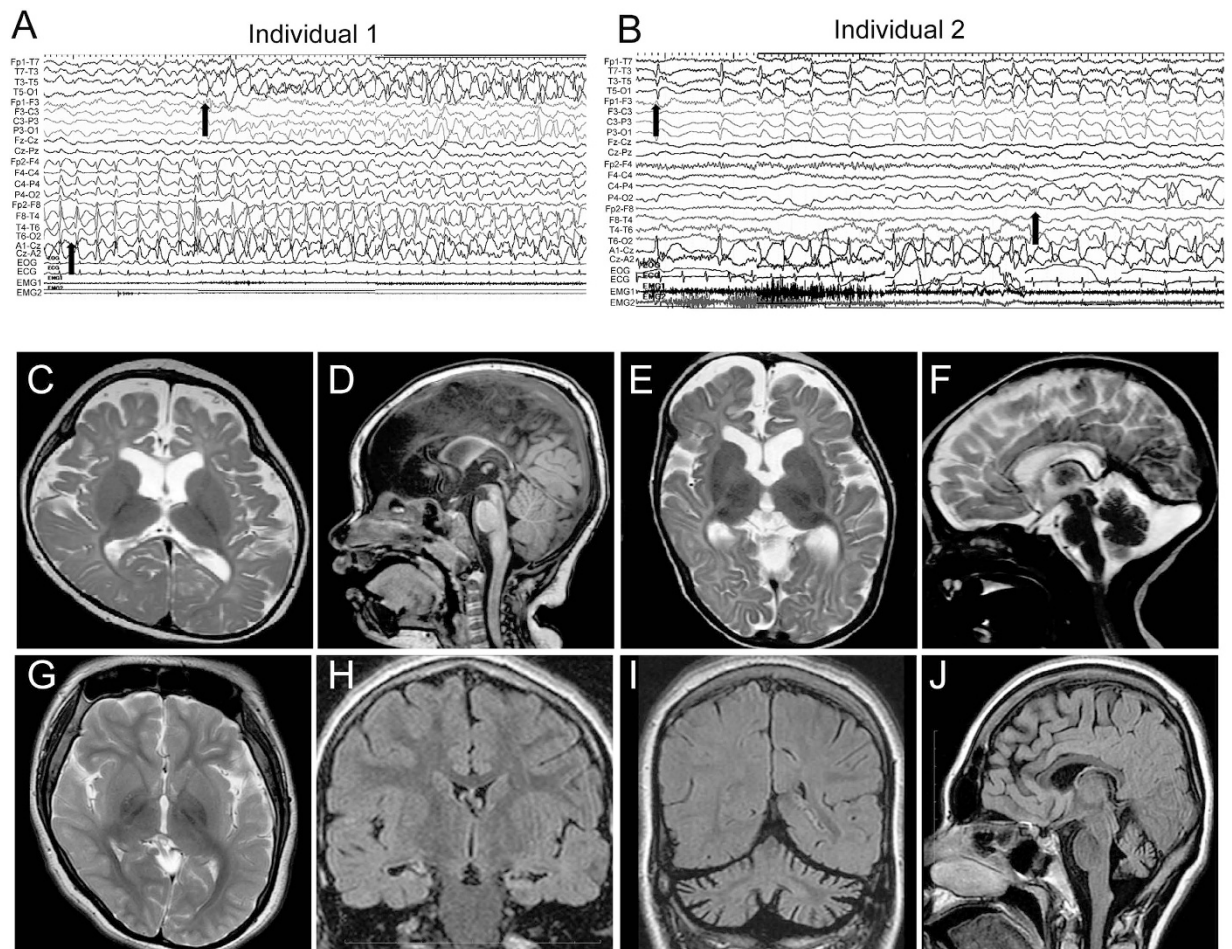 A
Individual 1
Fp1-T7
T7-T3
T3-T5
T5-O1
Fp1-F3
F3-C3
C3-P3
P3-O1
Fz-Cz
Cz-Pz
Fp2-F4
F4-C4
C4-P4
P4-O2
Fp2-F8
F8-T4
T4-T6
T6-O2
A1-Cz
Cz-A2
EOG
ECG
EMG1
EMG2
B
Individual 2
Fp1-T7
T7-T3
T3-T5
T5-O1
Fp1-F3
F3-C3
C3-P3
P3-O1
Fz-Cz
Cz-Pz
Fp2-F4
F4-C4
C4-P4
P4-O2
Fp2-F8
F8-T4
T4-T6
T6-O2
A1-Cz
Cz-A2
EOG
ECG
EMG1
EMG2
EOG
ECG
EMG1
EMG2
C
D
E
F
G
H
I
J